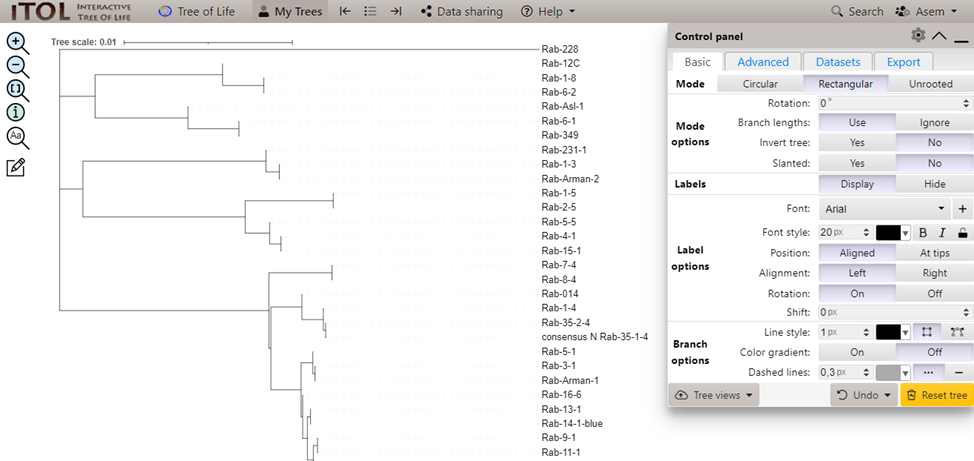 iTOL INTERACTIVE TREE OF LIFE Tree of Life My Trees Data sharing Help Search Asem
Tree scale: 0.01
Rab-228
Rab-12C
Rab-1-8
Rab-6-2
Rab-Asl-1
Rab-6-1
Rab-349
Rab-231-1
Rab-1-3
Rab-Arman-2
Rab-1-5
Rab-2-5
Rab-5-5
Rab-4-1
Rab-15-1
Rab-7-4
Rab-8-4
Rab-014
Rab-1-4
Rab-35-2-4
consensus N Rab-35-1-4
Rab-5-1
Rab-3-1
Rab-Arman-1
Rab-16-6
Rab-13-1
Rab-14-1-blue
Rab-9-1
Rab-11-1
Aa
Control panel
Basic Advanced Datasets Export
Mode Circular Rectangular Unrooted
Mode options
Rotation: 0°
Branch lengths: Use Ignore
Invert tree: Yes No
Slanted: Yes No
Labels Display Hide
Label options
Font: Arial +
Font style: 20 px B I
Position: Aligned At tips
Alignment: Left Right
Rotation: On Off
Shift: 0 px
Branch options
Line style: 1 px
Color gradient: On Off
Dashed lines: 0,3 px
Tree views Undo Reset tree